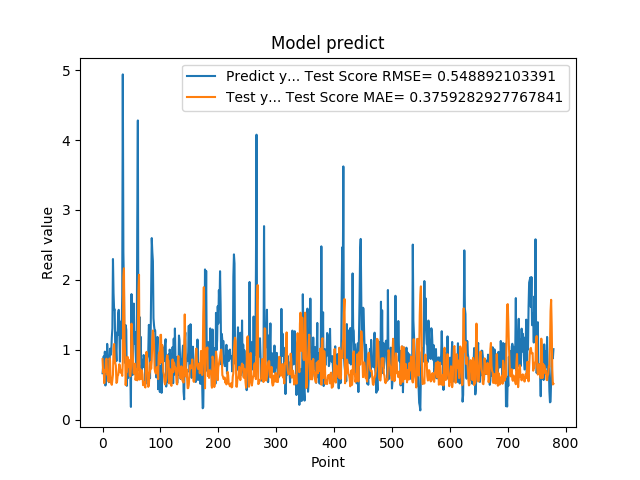 Model predict
Predict y... Test Score RMSE= 0.548892103391
Test y... Test Score MAE= 0.3759282927767841
Real value
5
4
3
2
1
0
0 100 200 300 400 500 600 700 800
Point